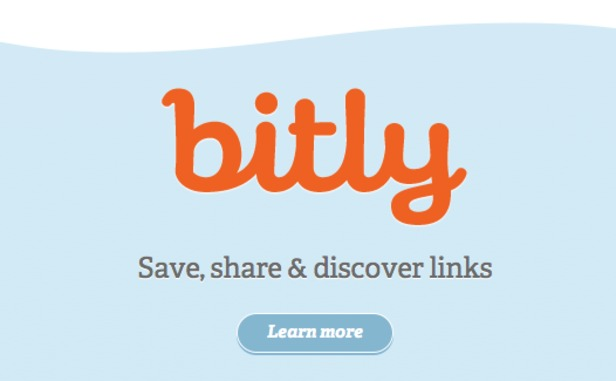 bitly
Save, share & discover links
Learn more